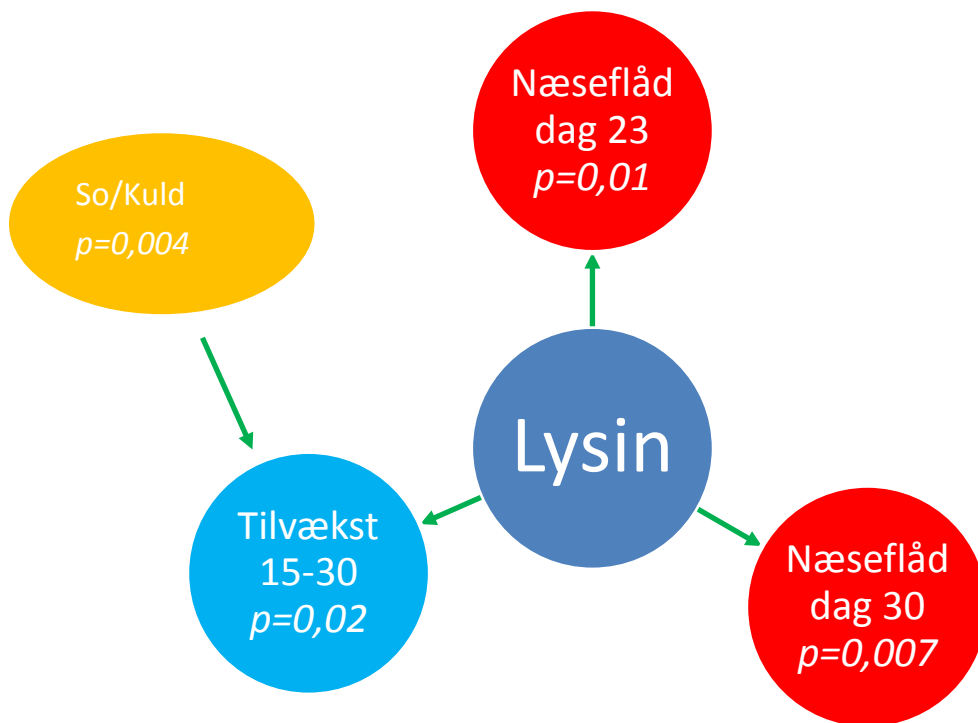 Næseflåd
dag 23
p=0,01
So/Kuld
p=0,004
Lysin
Tilvækst
15-30
p=0,02
Næseflåd
dag 30
p=0,007